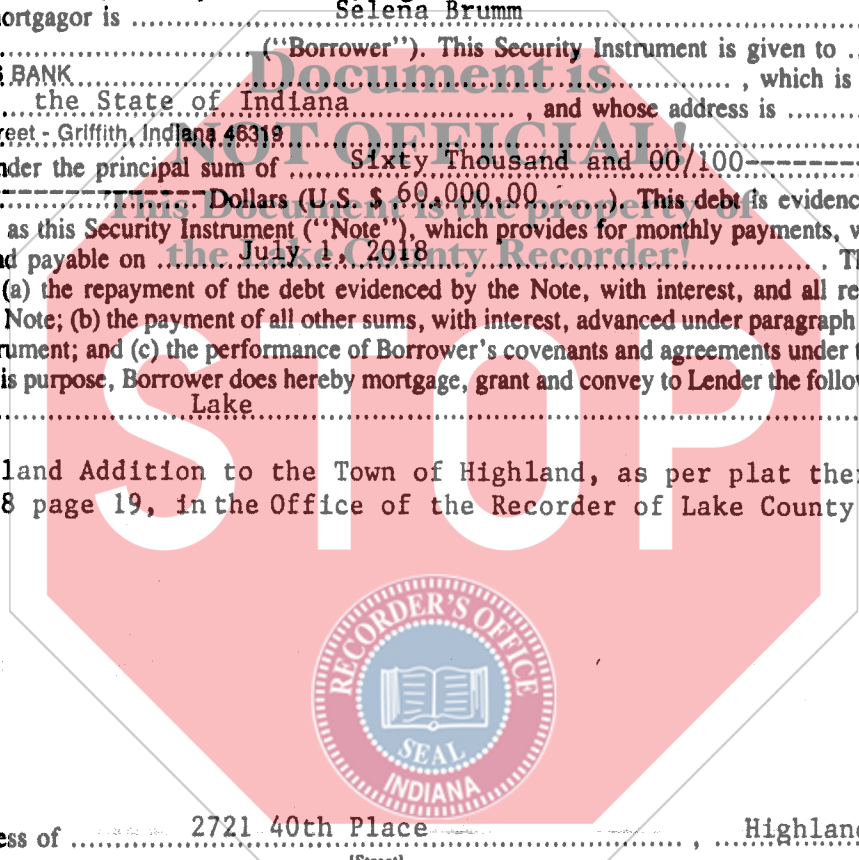 ortgagor is Selena Brumm
("Borrower"). This Security Instrument is given to
BANK , which is
the State of Indiana , and whose address is
reet - Griffith, Indiana 46319
nder the principal sum of Sixty Thousand and 00/100----------
-------------------- Dollars (U.S. $ 60,000.00 ). This debt is evidenc
as this Security Instrument ("Note"), which provides for monthly payments, w
d payable on July 1, 2018 . Th
(a) the repayment of the debt evidenced by the Note, with interest, and all re
Note; (b) the payment of all other sums, with interest, advanced under paragraph
rument; and (c) the performance of Borrower's covenants and agreements under t
is purpose, Borrower does hereby mortgage, grant and convey to Lender the follow
Lake
land Addition to the Town of Highland, as per plat ther
8 page 19, in the Office of the Recorder of Lake County
ess of 2721 40th Place , Highland
[Street]
Document is
NOT OFFICIAL!
This Document is the property of
the Lake County Recorder!
STOP
RECORDER'S OFFICE
SEAL
INDIANA